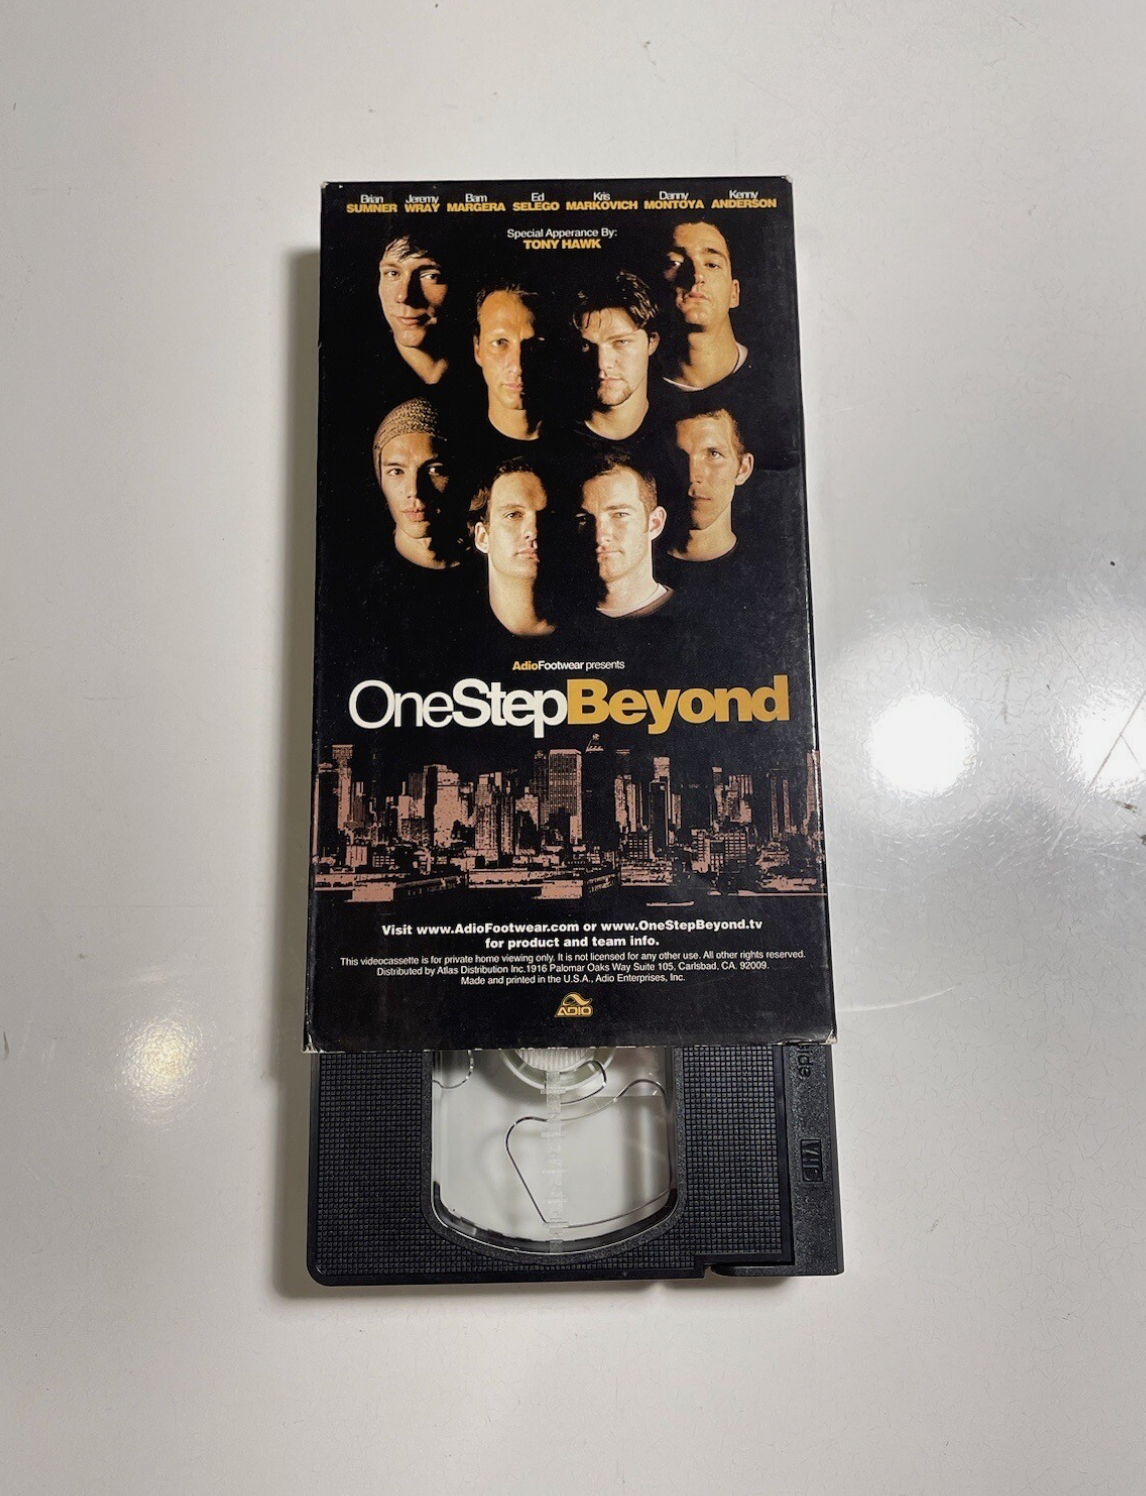 Brian Jeremy Bam Ed Kris Danny Kenny
SUMNER WRAY MARGERA SELEGO MARKOVICH MONTOYA ANDERSON
Special Apperance By:
TONY HAWK
AdioFootwear presents
OneStepBeyond
Visit www.AdioFootwear.com or www.OneStepBeyond.tv
for product and team info.
This videocassette is for private home viewing only. It is not licensed for any other use. All other rights reserved.
Distributed by Atlas Distribution Inc.1916 Palomar Oaks Way Suite 105, Carlsbad, CA. 92009.
Made and printed in the U.S.A., Adio Enterprises, Inc.
ADIO
VHS